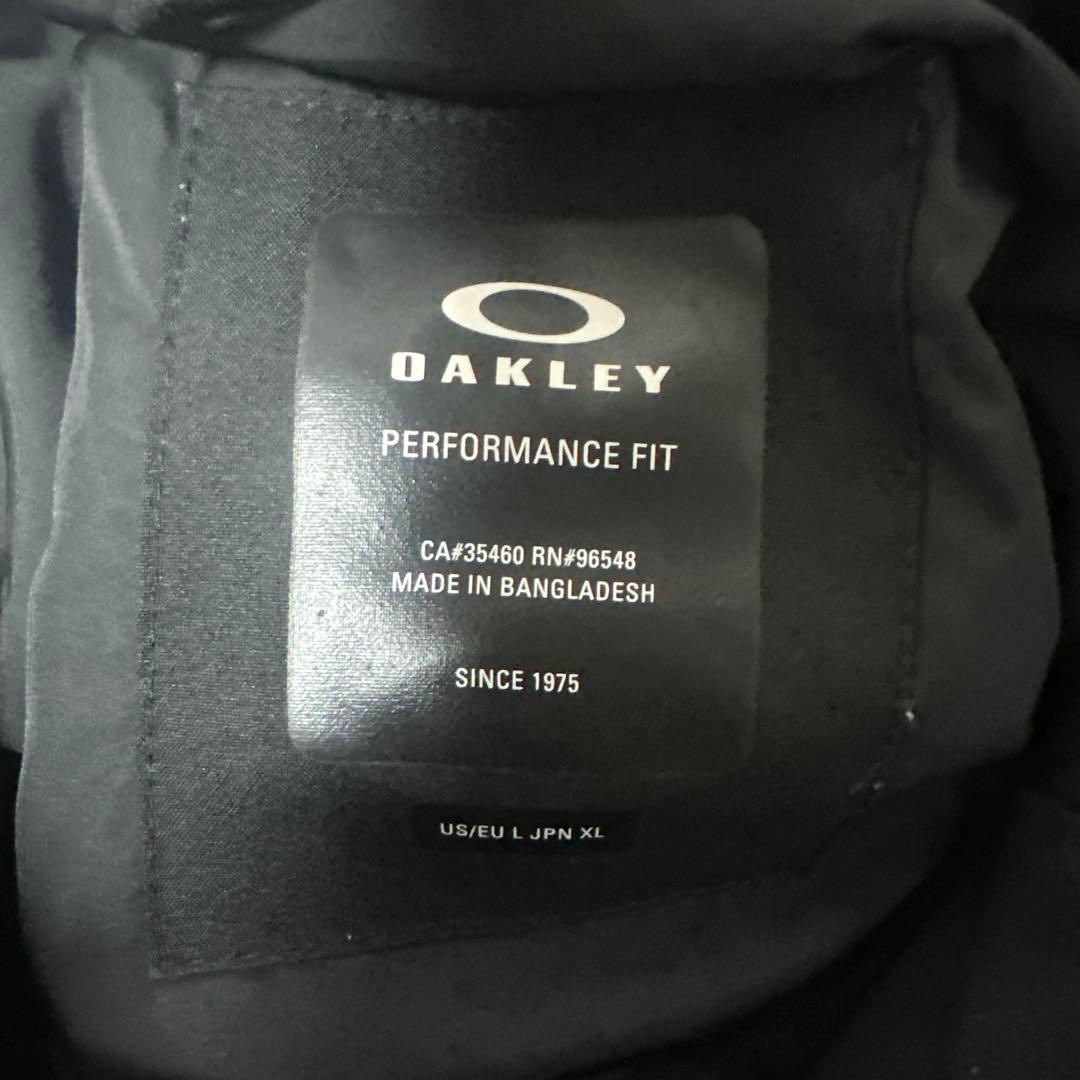 OAKLEY
PERFORMANCE FIT
CA#35460 RN#96548
MADE IN BANGLADESH
SINCE 1975
US/EU L JPN XL